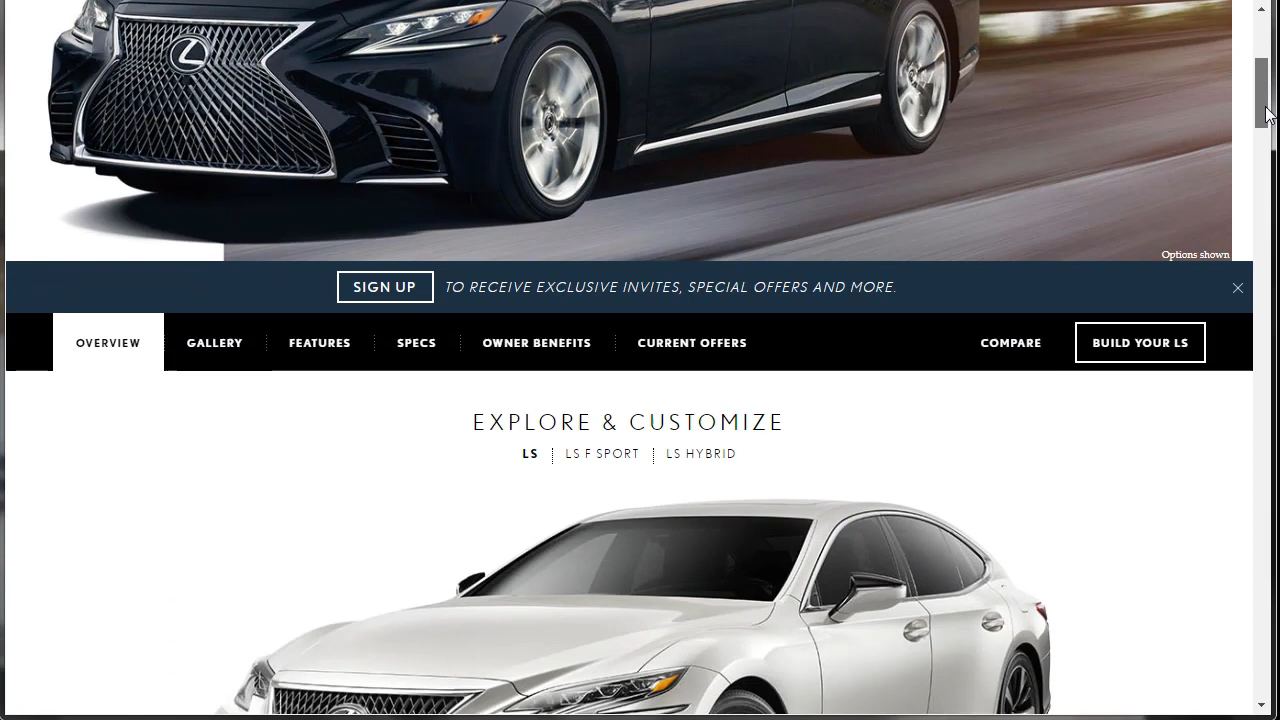 Options shown
SIGN UP TO RECEIVE EXCLUSIVE INVITES, SPECIAL OFFERS AND MORE.
OVERVIEW GALLERY FEATURES SPECS OWNER BENEFITS CURRENT OFFERS COMPARE BUILD YOUR LS
EXPLORE & CUSTOMIZE
LS LS F SPORT LS HYBRID